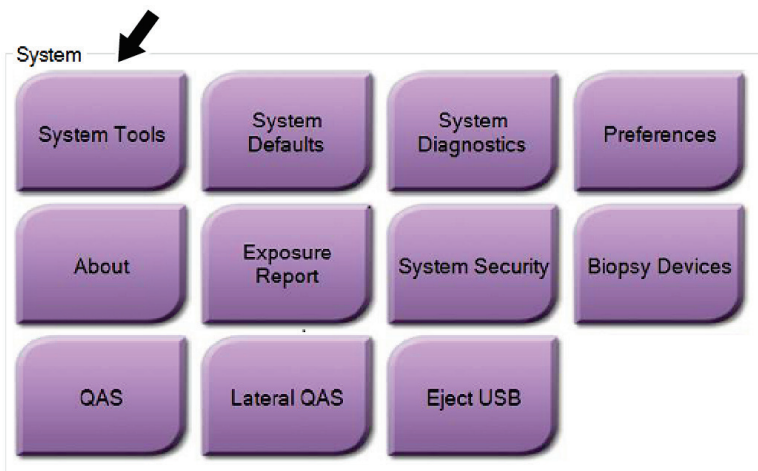 System
System Tools
System
Defaults
System
Diagnostics
Preferences
About
Exposure
Report
System Security
Biopsy Devices
QAS
Lateral QAS
Eject USB